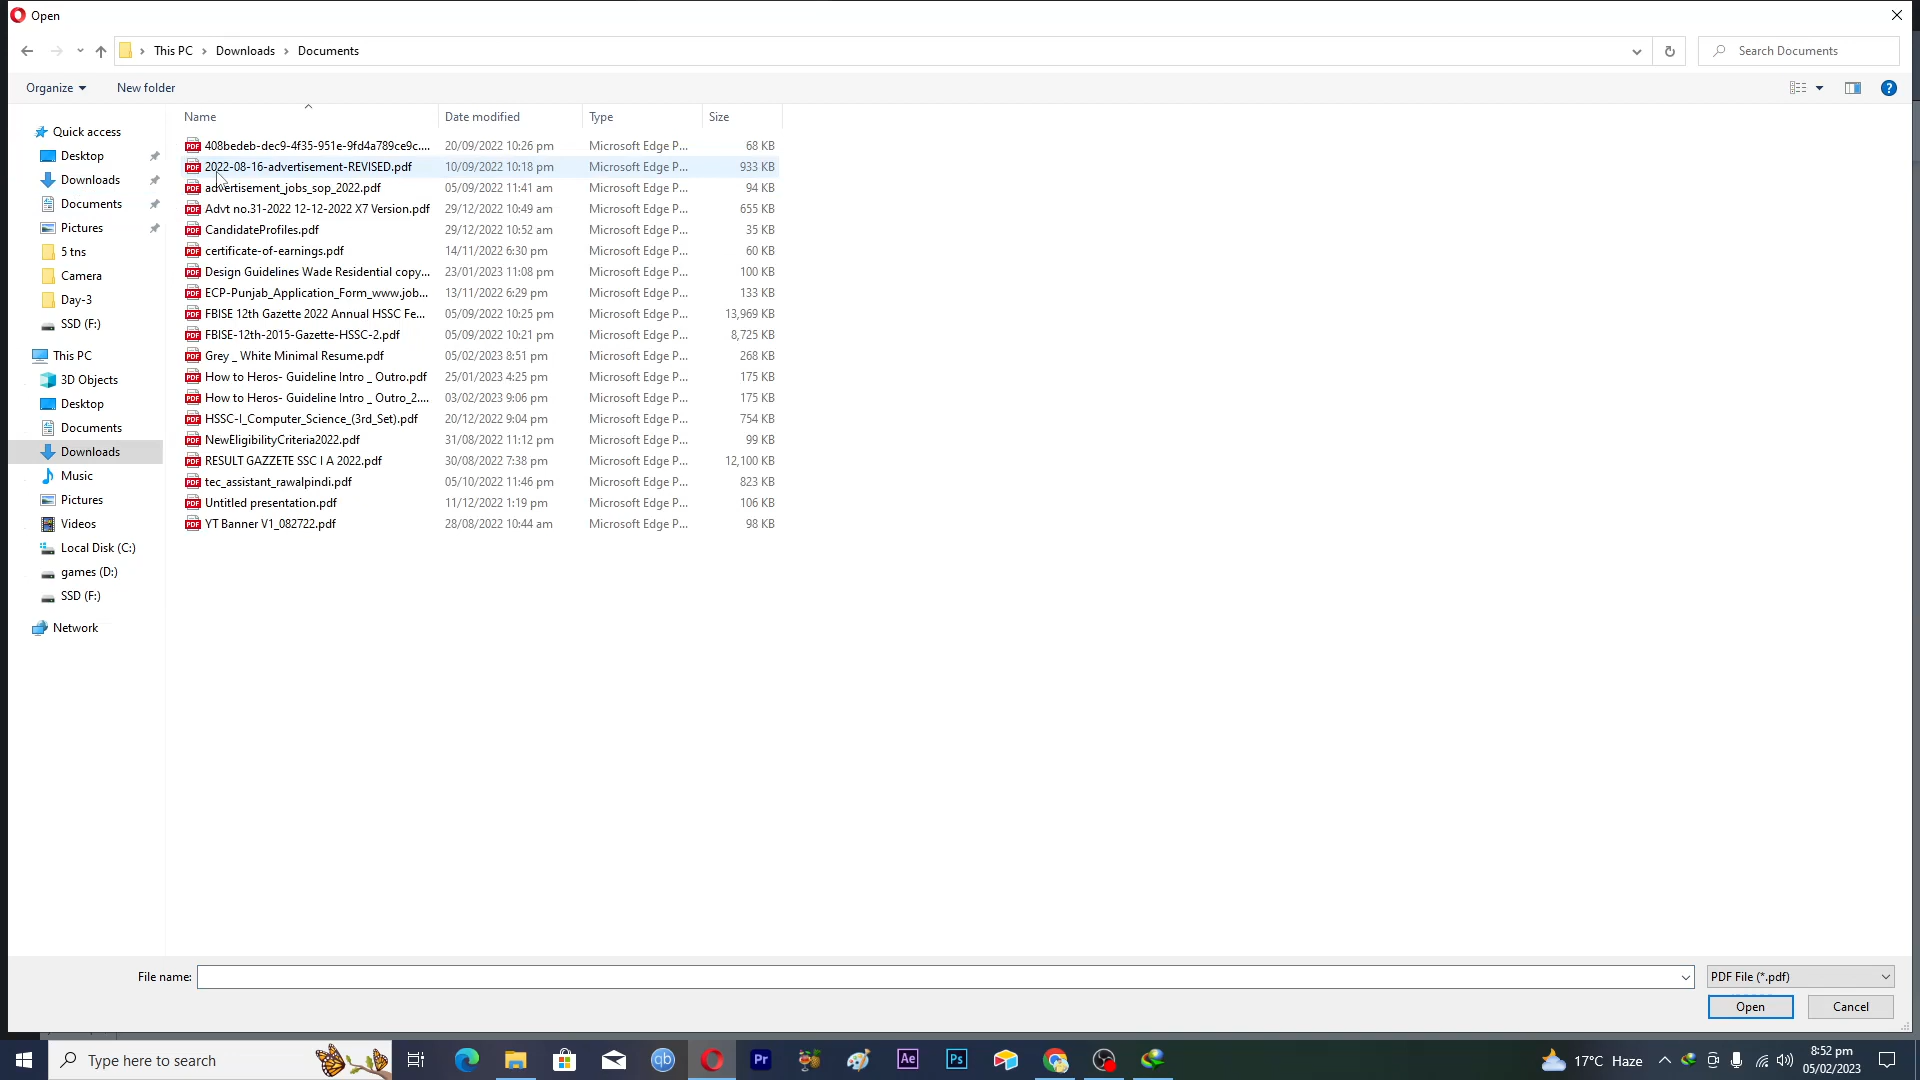 Open
This PC > Downloads > Documents
Search Documents
Organize
New folder
Name
Date modified
Type
Size
Quick access
Desktop
Downloads
Documents
Pictures
5 tns
Camera
Day-3
SSD (F:)
This PC
3D Objects
Desktop
Documents
Downloads
Music
Pictures
Videos
Local Disk (C:)
games (D:)
SSD (F:)
Network
408bedeb-dec9-4f35-951e-9fd4a789ce9c.... 20/09/2022 10:26 pm Microsoft Edge P... 68 KB
2022-08-16-advertisement-REVISED.pdf 10/09/2022 10:18 pm Microsoft Edge P... 933 KB
advertisement_jobs_sop_2022.pdf 05/09/2022 11:41 am Microsoft Edge P... 94 KB
Advt no.31-2022 12-12-2022 X7 Version.pdf 29/12/2022 10:49 am Microsoft Edge P... 655 KB
CandidateProfiles.pdf 29/12/2022 10:52 am Microsoft Edge P... 35 KB
certificate-of-earnings.pdf 14/11/2022 6:30 pm Microsoft Edge P... 60 KB
Design Guidelines Wade Residential copy... 23/01/2023 11:08 pm Microsoft Edge P... 100 KB
ECP-Punjab_Application_Form_www.job... 13/11/2022 6:29 pm Microsoft Edge P... 133 KB
FBISE 12th Gazette 2022 Annual HSSC Fe... 05/09/2022 10:25 pm Microsoft Edge P... 13,969 KB
FBISE-12th-2015-Gazette-HSSC-2.pdf 05/09/2022 10:21 pm Microsoft Edge P... 8,725 KB
Grey _ White Minimal Resume.pdf 05/02/2023 8:51 pm Microsoft Edge P... 268 KB
How to Heros- Guideline Intro _ Outro.pdf 25/01/2023 4:25 pm Microsoft Edge P... 175 KB
How to Heros- Guideline Intro _ Outro_2.... 03/02/2023 9:06 pm Microsoft Edge P... 175 KB
HSSC-I_Computer_Science_(3rd_Set).pdf 20/12/2022 9:04 pm Microsoft Edge P... 754 KB
NewEligibilityCriteria2022.pdf 31/08/2022 11:12 pm Microsoft Edge P... 99 KB
RESULT GAZZETE SSC I A 2022.pdf 30/08/2022 7:38 pm Microsoft Edge P... 12,100 KB
tec_assistant_rawalpindi.pdf 05/10/2022 11:46 pm Microsoft Edge P... 823 KB
Untitled presentation.pdf 11/12/2022 1:19 pm Microsoft Edge P... 106 KB
YT Banner V1_082722.pdf 28/08/2022 10:44 am Microsoft Edge P... 98 KB
File name:
PDF File (*.pdf)
Open
Cancel
Type here to search
qb
Pr
Ae
Ps
17°C Haze
8:52 pm
05/02/2023